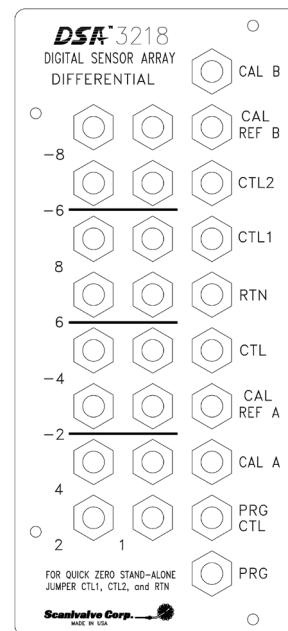 DSA™ 3218
DIGITAL SENSOR ARRAY
DIFFERENTIAL
CAL B
CAL
REF B
-8
CTL2
-6
CTL1
8
RTN
6
CTL
-4
CAL
REF A
-2
CAL A
4
PRG
CTL
2 1
PRG
FOR QUICK ZERO STAND-ALONE
JUMPER CTL1, CTL2, and RTN
Scanivalve Corp.
MADE IN USA